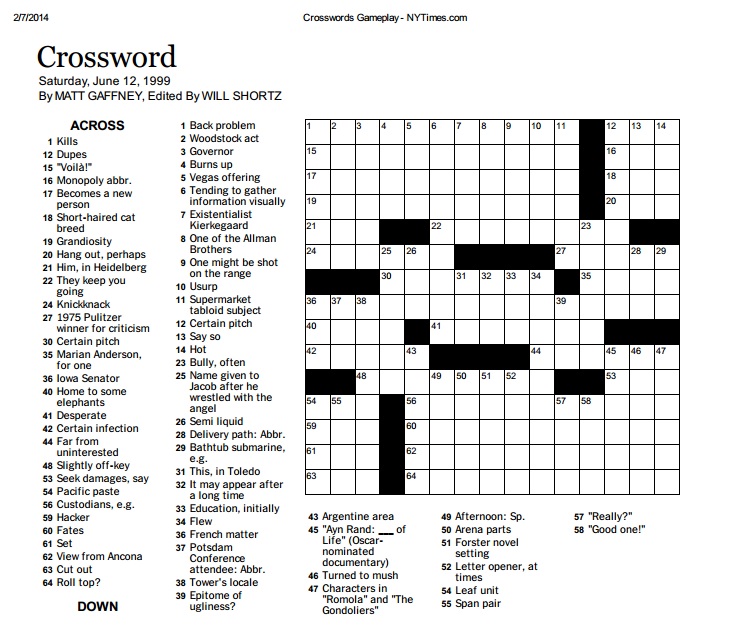 2/7/2014 Crosswords Gameplay - NYTimes.com
Crossword
Saturday, June 12, 1999
By MATT GAFFNEY, Edited By WILL SHORTZ
ACROSS
1 Kills
12 Dupes
15 "Voilà!"
16 Monopoly abbr.
17 Becomes a new
person
18 Short-haired cat
breed
19 Grandiosity
20 Hang out, perhaps
21 Him, in Heidelberg
22 They keep you
going
24 Knickknack
27 1975 Pulitzer
winner for criticism
30 Certain pitch
35 Marian Anderson,
for one
36 Iowa Senator
40 Home to some
elephants
41 Desperate
42 Certain infection
44 Far from
uninterested
48 Slightly off-key
53 Seek damages, say
54 Pacific paste
56 Custodians, e.g.
59 Hacker
60 Fates
61 Set
62 View from Ancona
63 Cut out
64 Roll top?
DOWN
1 Back problem
2 Woodstock act
3 Governor
4 Burns up
5 Vegas offering
6 Tending to gather
information visually
7 Existentialist
Kierkegaard
8 One of the Allman
Brothers
9 One might be shot
on the range
10 Usurp
11 Supermarket
tabloid subject
12 Certain pitch
13 Say so
14 Hot
23 Bully, often
25 Name given to
Jacob after he
wrestled with the
angel
26 Semi liquid
28 Delivery path: Abbr.
29 Bathtub submarine,
e.g.
31 This, in Toledo
32 It may appear after
a long time
33 Education, initially
34 Flew
36 French matter
37 Potsdam
Conference
attendee: Abbr.
38 Tower's locale
39 Epitome of
ugliness?
1 2 3 4 5 6 7 8 9 10 11 12 13 14
15 16
17 18
19 20
21 22 23
24 25 26 27 28 29
30 31 32 33 34 35
36 37 38 39
40 41
42 43 44 45 46 47
48 49 50 51 52 53
54 55 56 57 58
59 60
61 62
63 64
43 Argentine area
45 "Ayn Rand: ___ of
Life" (Oscar-
nominated
documentary)
46 Turned to mush
47 Characters in
"Romola" and "The
Gondoliers"
49 Afternoon: Sp.
50 Arena parts
51 Forster novel
setting
52 Letter opener, at
times
54 Leaf unit
55 Span pair
57 "Really?"
58 "Good one!"